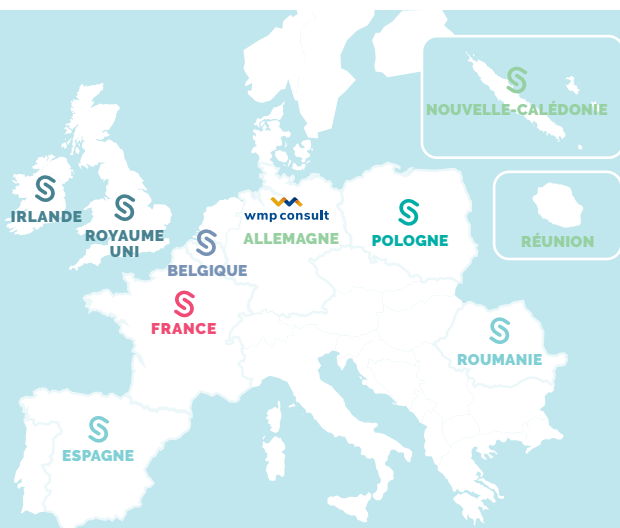 NOUVELLE-CALÉDONIE
IRLANDE
ROYAUME
UNI
wmp consult
ALLEMAGNE
POLOGNE
RÉUNION
BELGIQUE
FRANCE
ROUMANIE
ESPAGNE